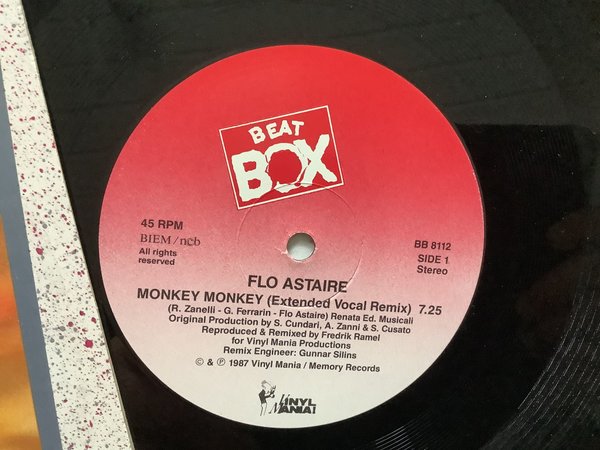 BEAT
BOX
45 RPM
BIEM/ncb
All rights
reserved
BB 8112
SIDE 1
Stereo
FLO ASTAIRE
MONKEY MONKEY (Extended Vocal Remix) 7.25
(R. Zanelli - G. Ferrarin - Flo Astaire) Renata Ed. Musicali
Original Production by S. Cundari, A. Zanni & S. Cusato
Reproduced & Remixed by Fredrik Ramel
for Vinyl Mania Productions
Remix Engineer: Gunnar Silins
© & ℗ 1987 Vinyl Mania / Memory Records
VINYL
MANIA!